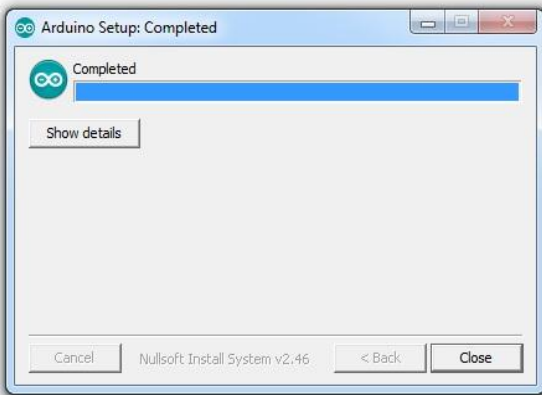 Arduino Setup: Completed
Completed
Show details
Cancel Nullsoft Install System v2.46 < Back Close